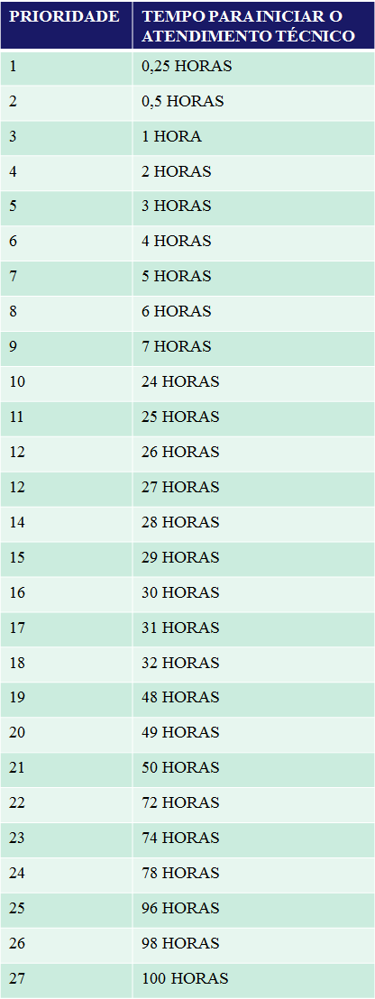 PRIORIDADE TEMPO PARA INICIAR O
ATENDIMENTO TÉCNICO
1 0,25 HORAS
2 0,5 HORAS
3 1 HORA
4 2 HORAS
5 3 HORAS
6 4 HORAS
7 5 HORAS
8 6 HORAS
9 7 HORAS
10 24 HORAS
11 25 HORAS
12 26 HORAS
12 27 HORAS
14 28 HORAS
15 29 HORAS
16 30 HORAS
17 31 HORAS
18 32 HORAS
19 48 HORAS
20 49 HORAS
21 50 HORAS
22 72 HORAS
23 74 HORAS
24 78 HORAS
25 96 HORAS
26 98 HORAS
27 100 HORAS